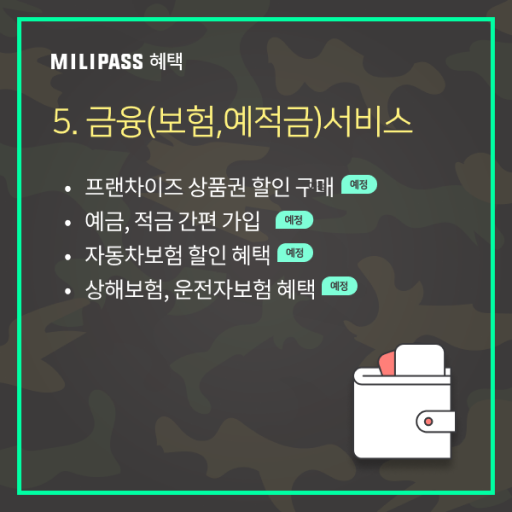 MILIPASS 혜택
5. 금융(보험,예적금)서비스
• 프랜차이즈 상품권 할인 구매 예정
• 예금, 적금 간편 가입 예정
• 자동차보험 할인 혜택 예정
• 상해보험, 운전자보험 혜택 예정